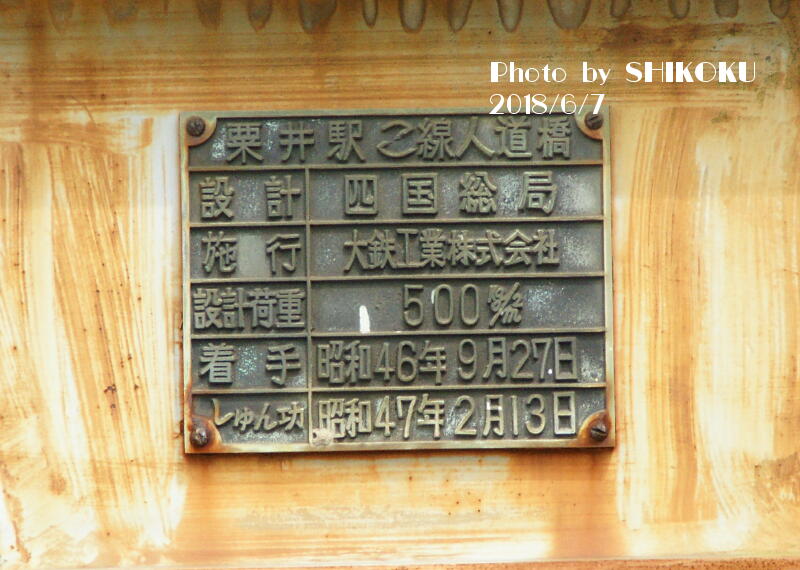 Photo by SHIKOKU
2018/6/7
粟井駅こ線人道橋
設計 四国総局
施行 大鉄工業株式会社
設計荷重 500㎏/㎡
着手 昭和46年9月27日
しゅん功 昭和47年2月13日